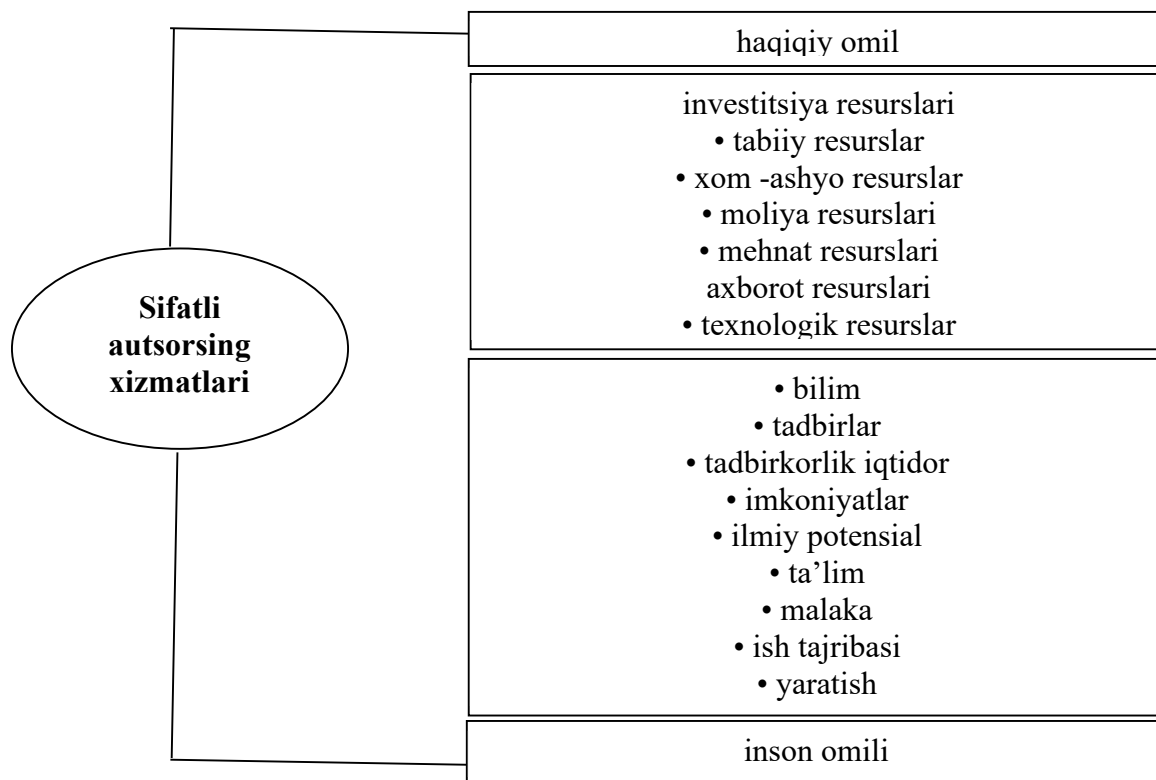 haqiqiy omil
investitsiya resurslari
• tabiiy resurslar
• xom -ashyo resurslar
• moliya resurslari
• mehnat resurslari
axborot resurslari
• texnologik resurslar
Sifatli
autsorsing
xizmatlari
• bilim
• tadbirlar
• tadbirkorlik iqtidor
• imkoniyatlar
• ilmiy potensial
• ta’lim
• malaka
• ish tajribasi
• yaratish
inson omili